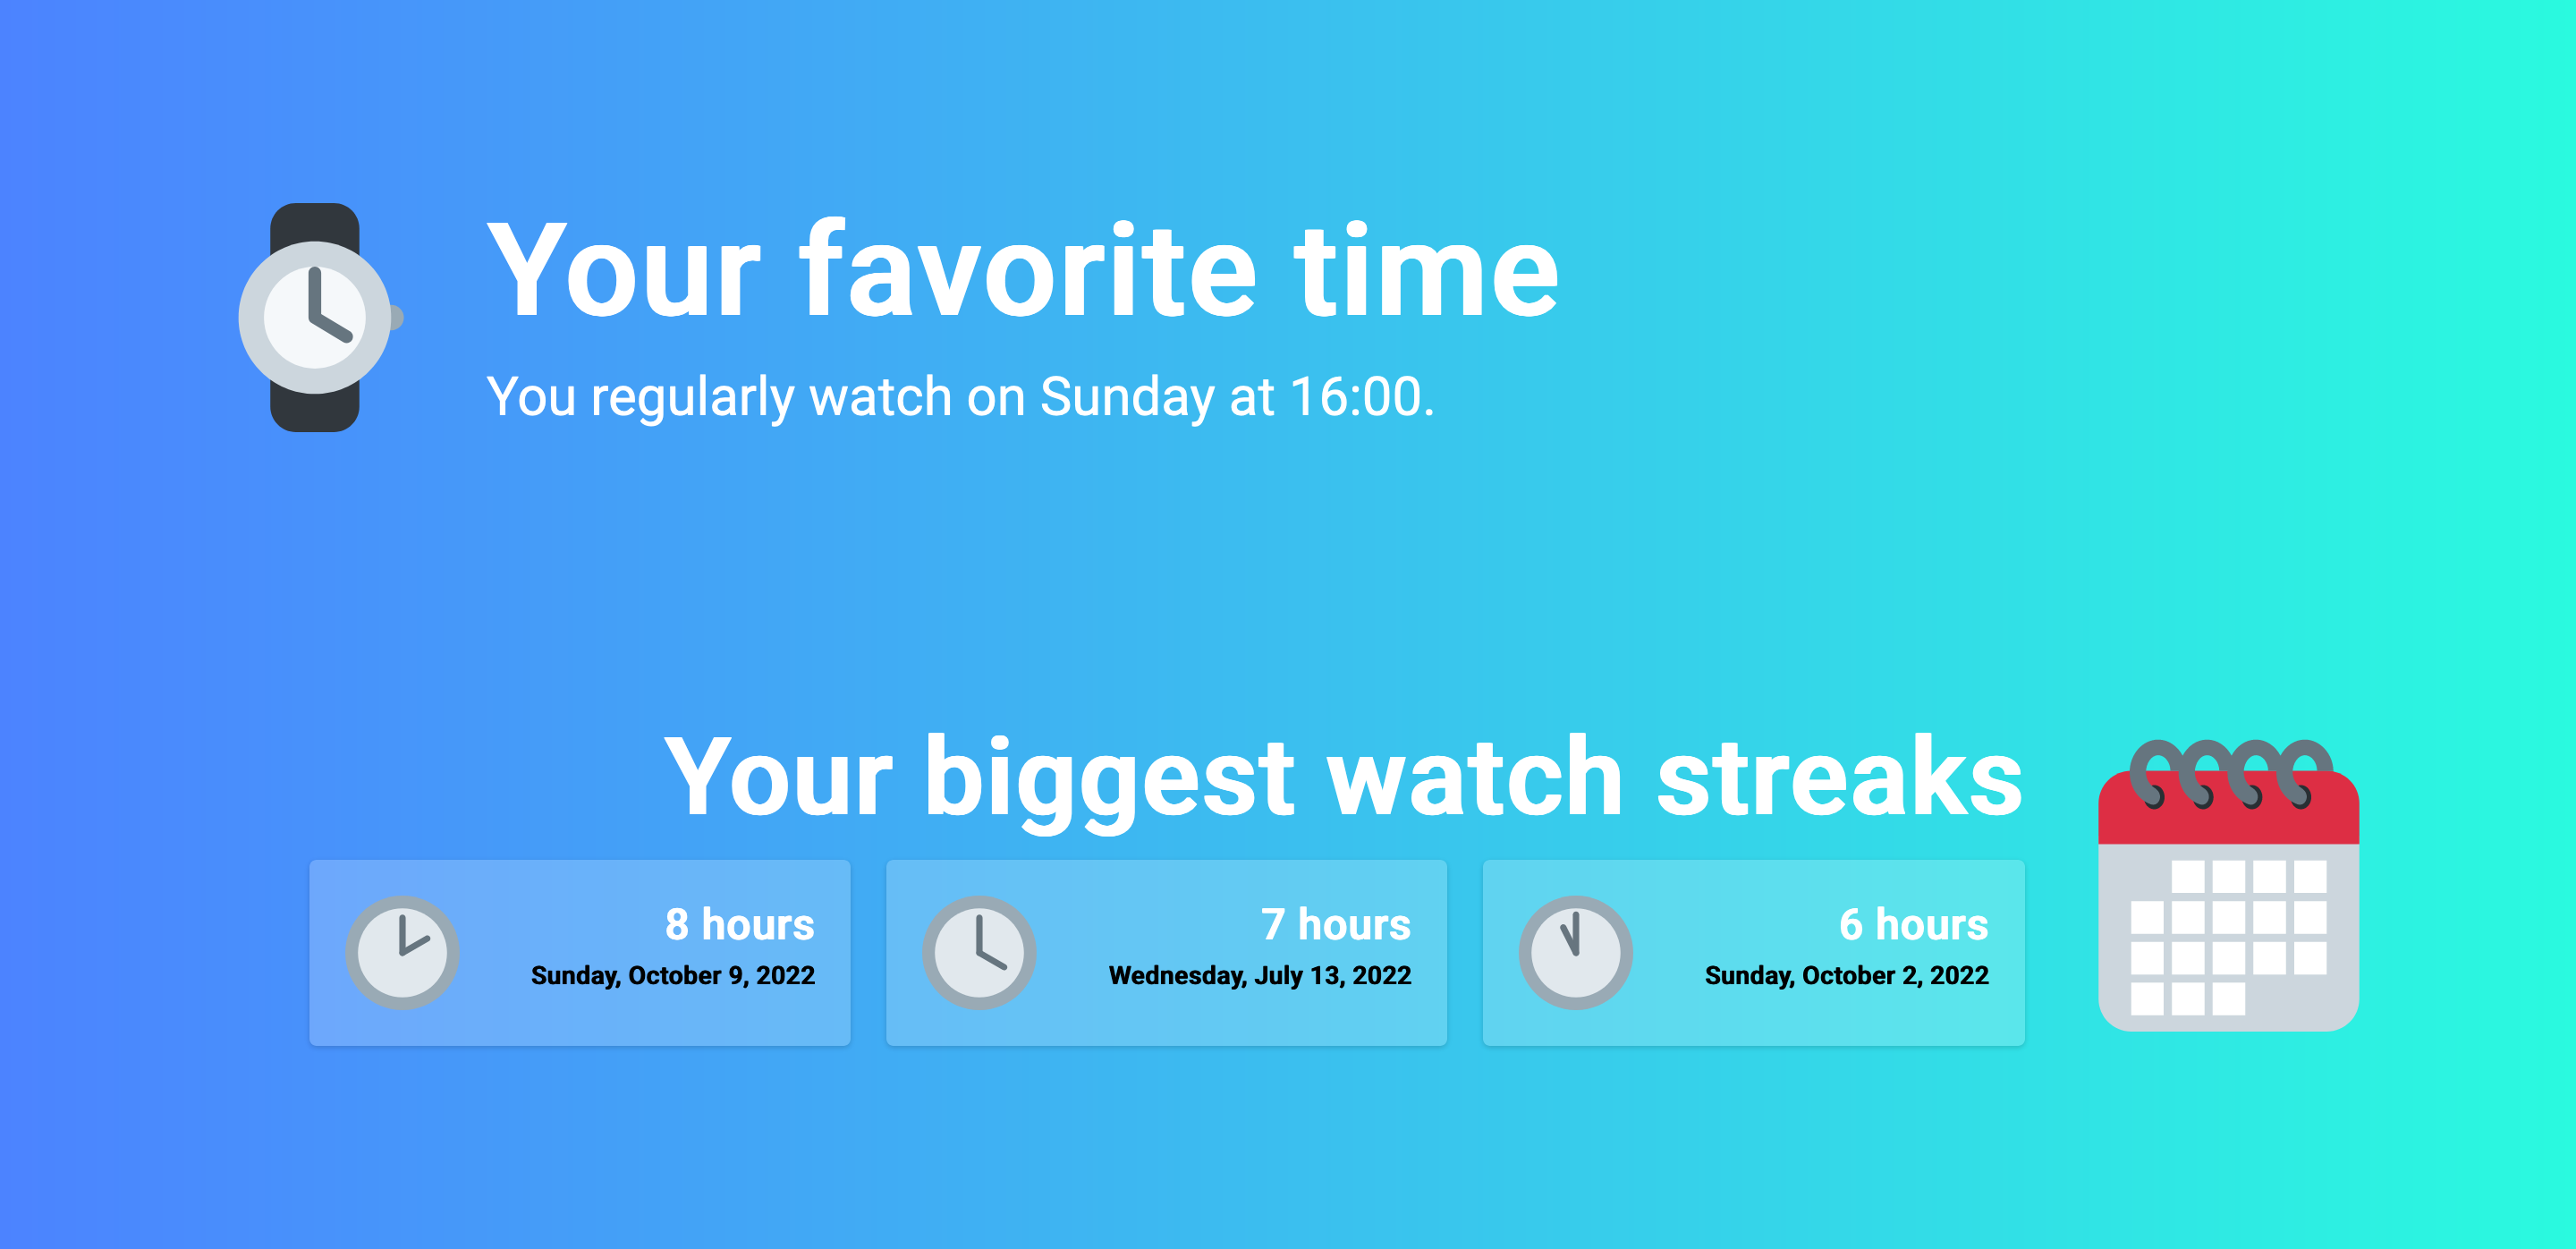 Your favorite time
You regularly watch on Sunday at 16:00.
Your biggest watch streaks
8 hours
Sunday, October 9, 2022
7 hours
Wednesday, July 13, 2022
6 hours
Sunday, October 2, 2022